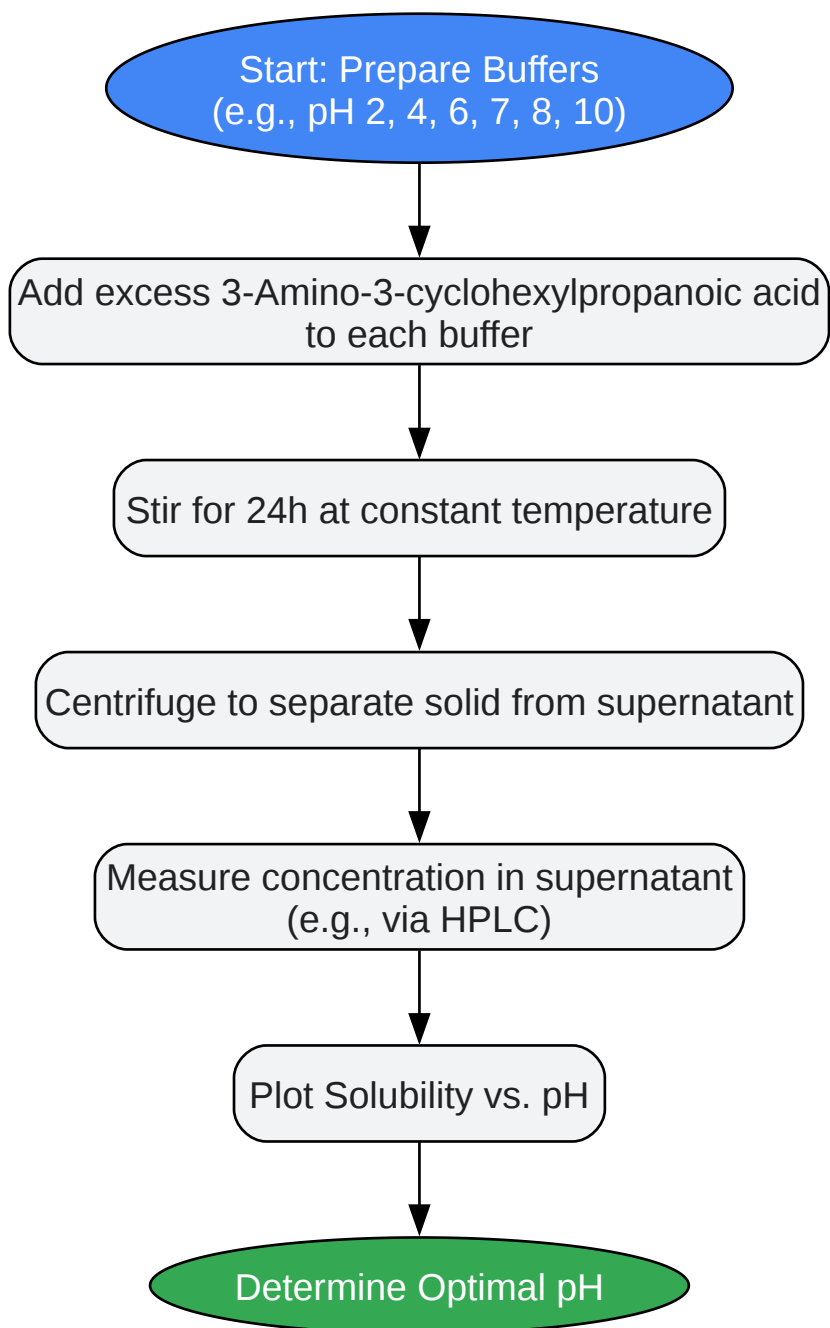 Start: Prepare Buffers
(e.g., pH 2, 4, 6, 7, 8, 10)
Add excess 3-Amino-3-cyclohexylpropanoic acid
to each buffer
Stir for 24h at constant temperature
Centrifuge to separate solid from supernatant
Measure concentration in supernatant
(e.g., via HPLC)
Plot Solubility vs. pH
Determine Optimal pH